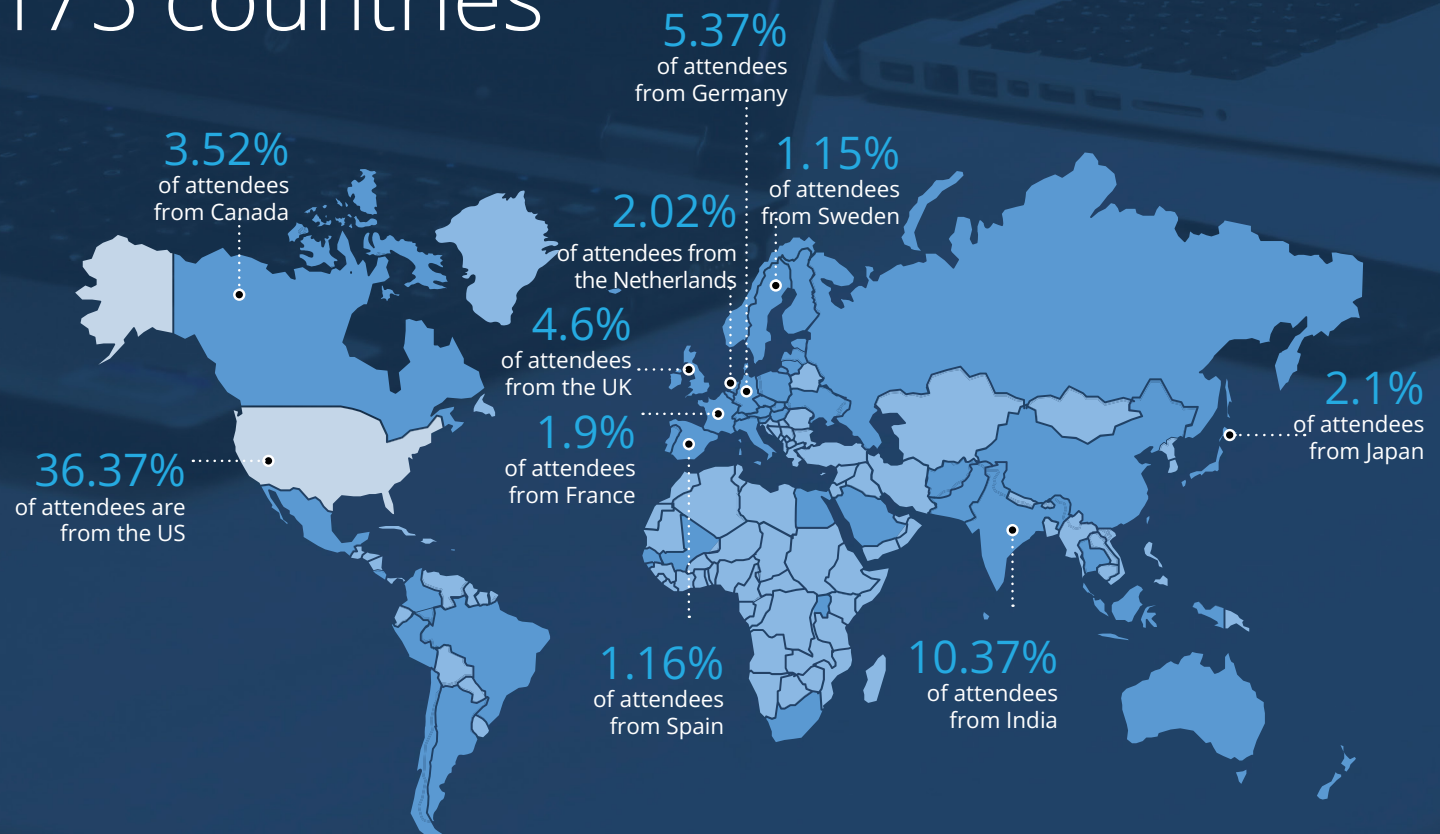 175 countries
5.37%
of attendees
from Germany
3.52%
of attendees
from Canada
1.15%
of attendees
from Sweden
2.02%
of attendees from
the Netherlands
4.6%
of attendees
from the UK
2.1%
of attendees
from Japan
1.9%
of attendees
from France
36.37%
of attendees are
from the US
1.16%
of attendees
from Spain
10.37%
of attendees
from India